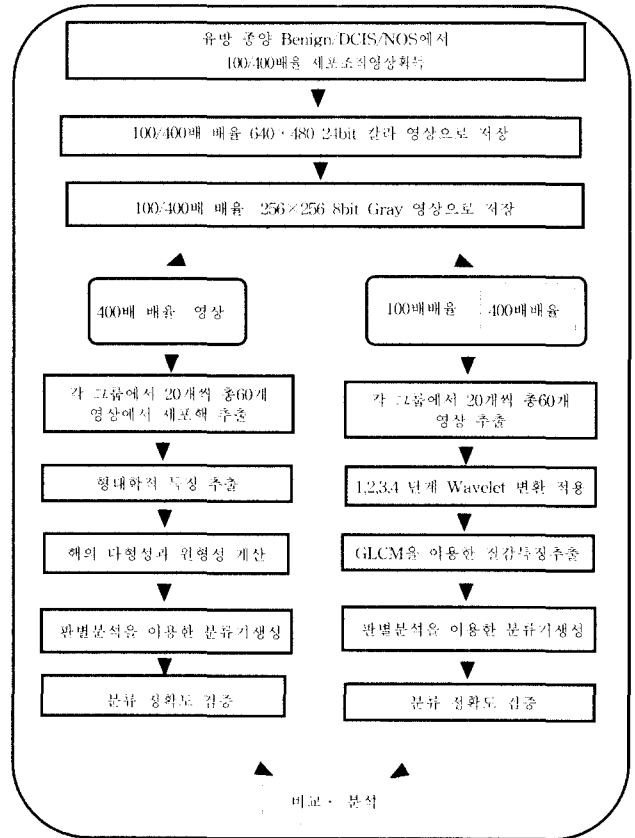 유방 종양 Benign/DCIS/NOS에서
100/400배율 세포조직영상획득
100/400배 배율 640·480 24bit 칼라 영상으로 저장
100/400배 배율 256×256 8bit Gray 영상으로 저장
400배 배율 영상
100배배율 400배배율
각 그룹에서 20개씩 총60개
영상에서 세포핵 추출
각 그룹에서 20개씩 총60개
영상 추출
형태학적 특징 추출
1,2,3,4 단계 Wavelet 변환 적용
핵의 다형성과 원형성 계산
GLCM을 이용한 질감특징추출
판별분석을 이용한 분류기생성
판별분석을 이용한 분류기생성
분류 정확도 검증
분류 정확도 검증
비교· 분석